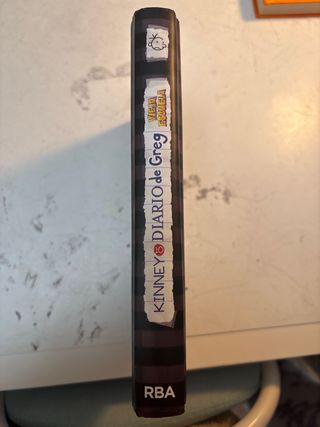 KINNEY 10 DIARIO de Greg
VIEJA
ESCUELA
RBA